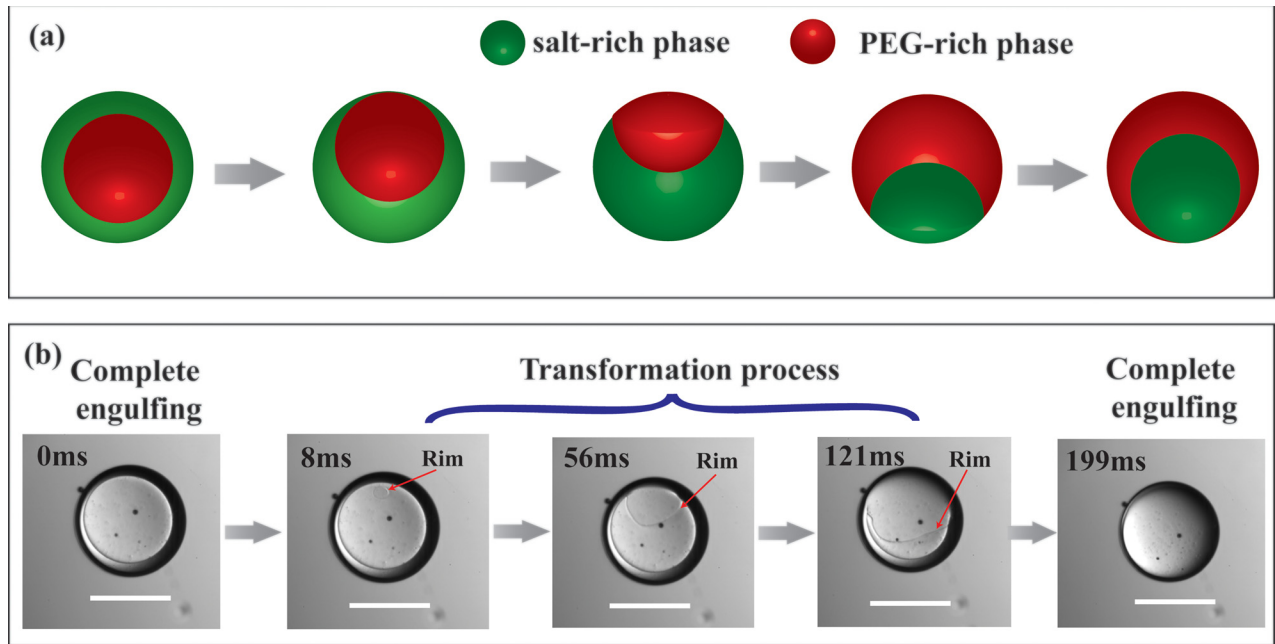 (a)
salt-rich phase
PEG-rich phase
(b)
Complete
engulfing
Transformation process
Complete
engulfing
0ms
8ms
Rim
56ms
Rim
121ms
Rim
199ms